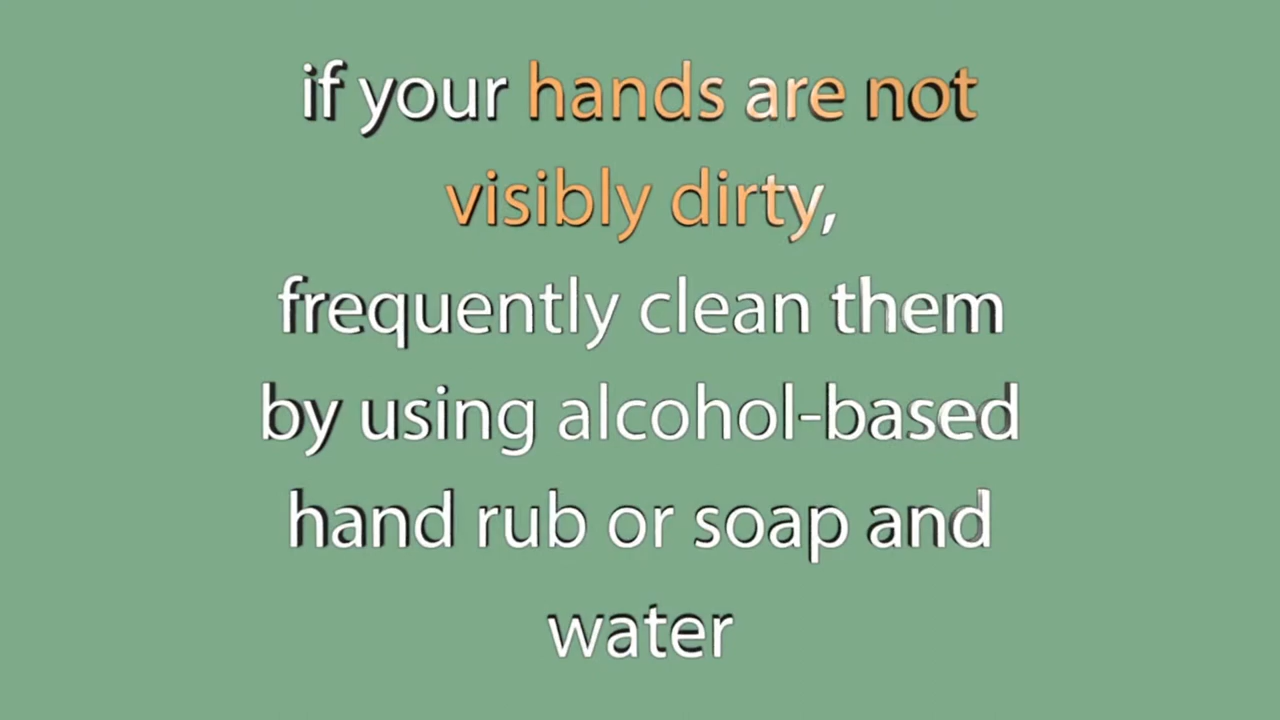 if your hands are not
visibly dirty,
frequently clean them
by using alcohol-based
hand rub or soap and
water